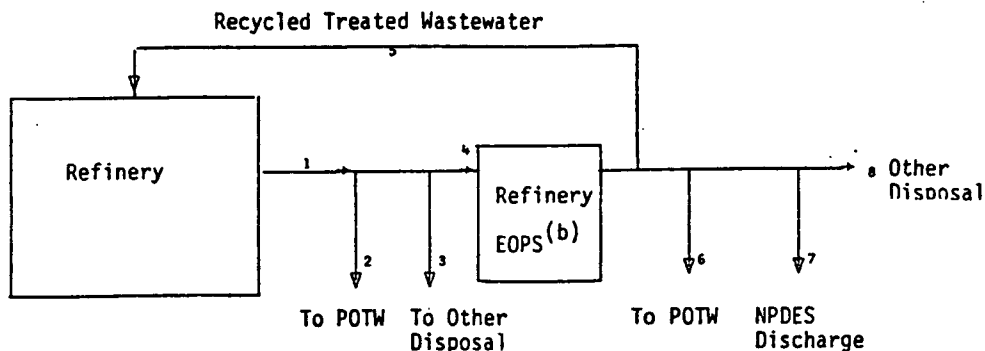 Recycled Treated Wastewater
5
Refinery
1
4
Refinery
EOPS(b)
8 Other
Disposal
2
3
6
7
To POTW
To Other
Disposal
To POTW
NPDES
Discharge